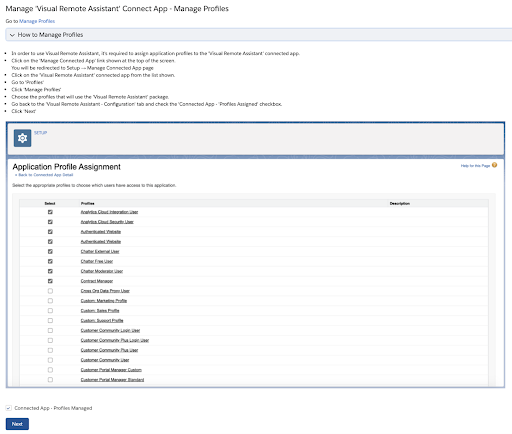 Manage 'Visual Remote Assistant' Connect App - Manage Profiles
Go to Manage Profiles
How to Manage Profiles
In order to use Visual Remote Assistant, it's required to assign application profiles to the 'Visual Remote Assistant' connected app.
Click on the 'Manage Connected App' link shown at the top of the screen.
You will be redirected to Setup → Manage Connected App page
Click on the 'Visual Remote Assistant' connected app from the list shown.
Go to 'Profiles'
Click 'Manage Profiles'
Choose the profiles that will use the 'Visual Remote Assistant' package.
Go back to the 'Visual Remote Assistant - Configuration' tab and check the 'Connected App - 'Profiles Assigned' checkbox.
Click 'Next'
SETUP
Application Profile Assignment
Help for this Page
« Back to Connected App Detail
Select the appropriate profiles to choose which users have access to this application.
Select Profiles Description
Analytics Cloud Integration User
Analytics Cloud Security User
Authenticated Website
Authenticated Website
Chatter External User
Chatter Free User
Chatter Moderator User
Contract Manager
Cross Org Data Proxy User
Custom: Marketing Profile
Custom: Sales Profile
Custom: Support Profile
Customer Community Login User
Customer Community Plus Login User
Customer Community Plus User
Customer Community User
Customer Portal Manager Custom
Customer Portal Manager Standard
Connected App - Profiles Managed
Next